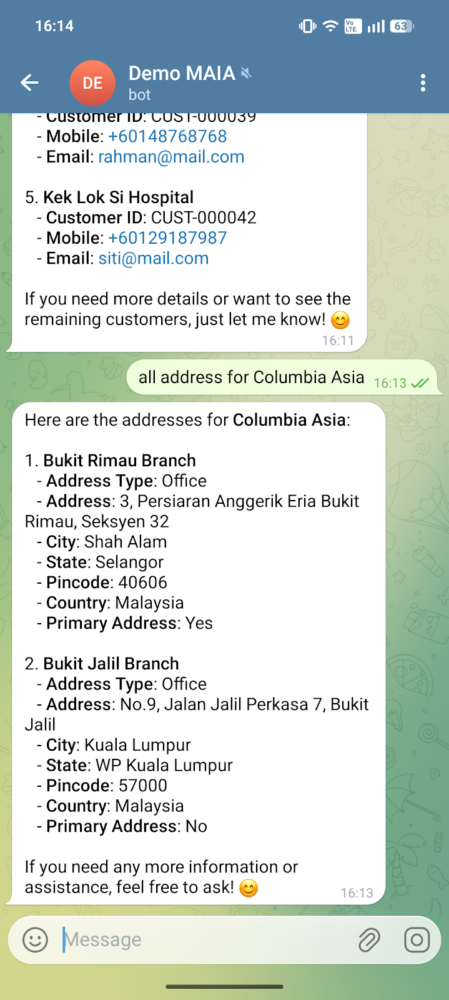 16:14
Vo LTE
63
DE
Demo MAIA
bot
- Customer ID: CUST-000039
- Mobile: +60148768768
- Email: rahman@mail.com
5. Kek Lok Si Hospital
- Customer ID: CUST-000042
- Mobile: +60129187987
- Email: siti@mail.com
If you need more details or want to see the
remaining customers, just let me know! 😊
16:11
all address for Columbia Asia
16:13
Here are the addresses for Columbia Asia:
1. Bukit Rimau Branch
- Address Type: Office
- Address: 3, Persiaran Anggerik Eria Bukit
Rimau, Seksyen 32
- City: Shah Alam
- State: Selangor
- Pincode: 40606
- Country: Malaysia
- Primary Address: Yes
2. Bukit Jalil Branch
- Address Type: Office
- Address: No.9, Jalan Jalil Perkasa 7, Bukit
Jalil
- City: Kuala Lumpur
- State: WP Kuala Lumpur
- Pincode: 57000
- Country: Malaysia
- Primary Address: No
If you need any more information or
assistance, feel free to ask! 😊
16:13
Message